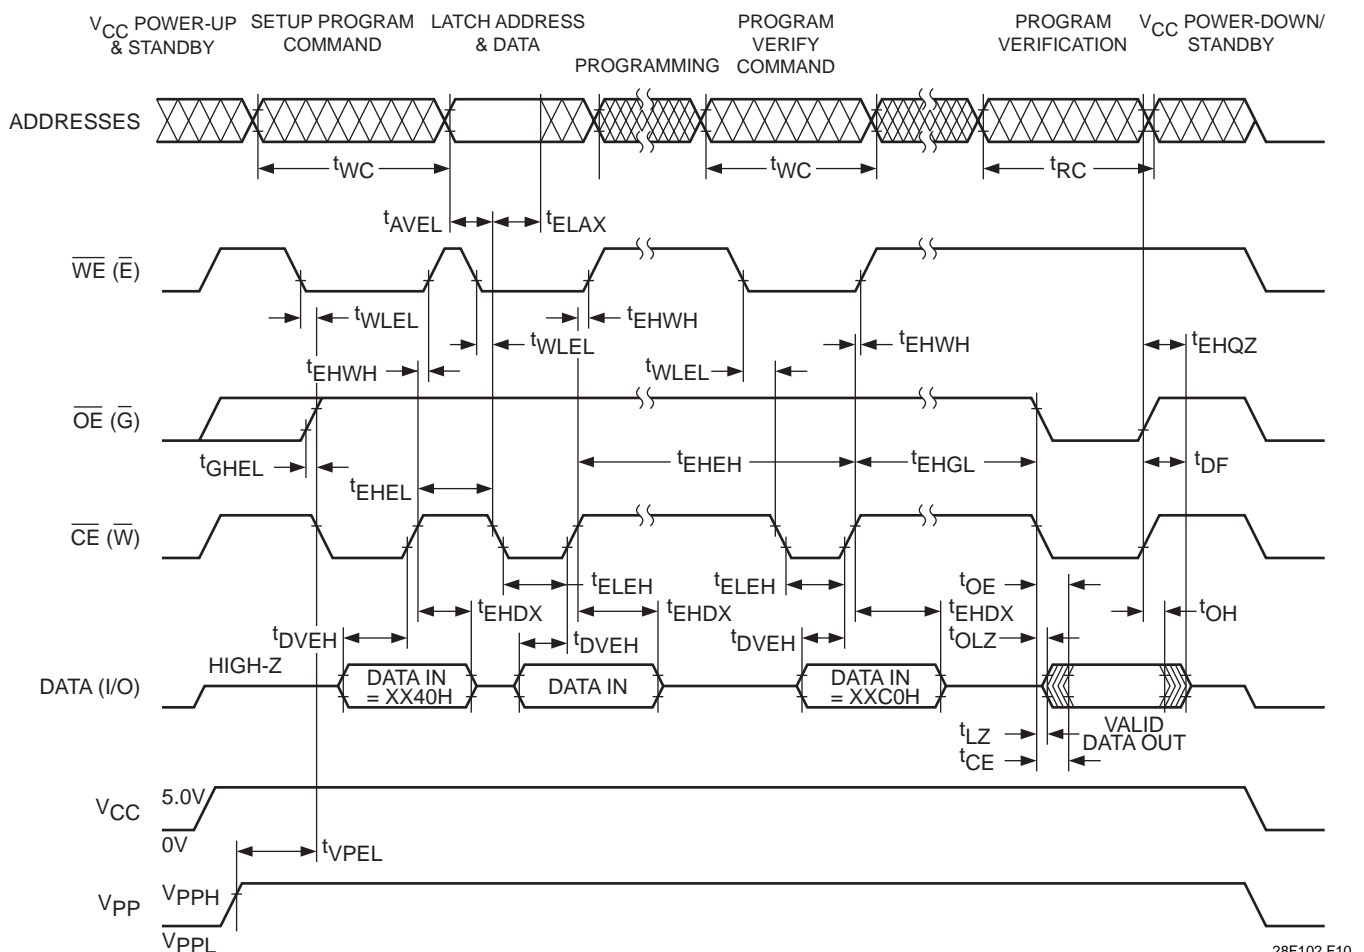 VCC POWER-UP & STANDBY
SETUP PROGRAM COMMAND
LATCH ADDRESS & DATA
PROGRAMMING
PROGRAM VERIFY COMMAND
PROGRAM VERIFICATION
VCC POWER-DOWN/ STANDBY
ADDRESSES
tWC
tWC
tRC
tAVEL
tELAX
WE (E)
tWLEL
tEHWH
tWLEL
tEHWH
tEHQZ
tEHWH
tWLEL
OE (G)
tGHEL
tEHEH
tEHGL
tDF
tEHEL
CE (W)
tELEH
tELEH
tOE
tEHDX
tEHDX
tEHDX
tOH
tDVEH
tDVEH
tDVEH
tOLZ
HIGH-Z
DATA (I/O)
DATA IN = XX40H
DATA IN
DATA IN = XXC0H
VALID DATA OUT
tLZ
tCE
VCC
5.0V
0V
tVPEL
VPP
VPPH
VPPL
28F102 F10